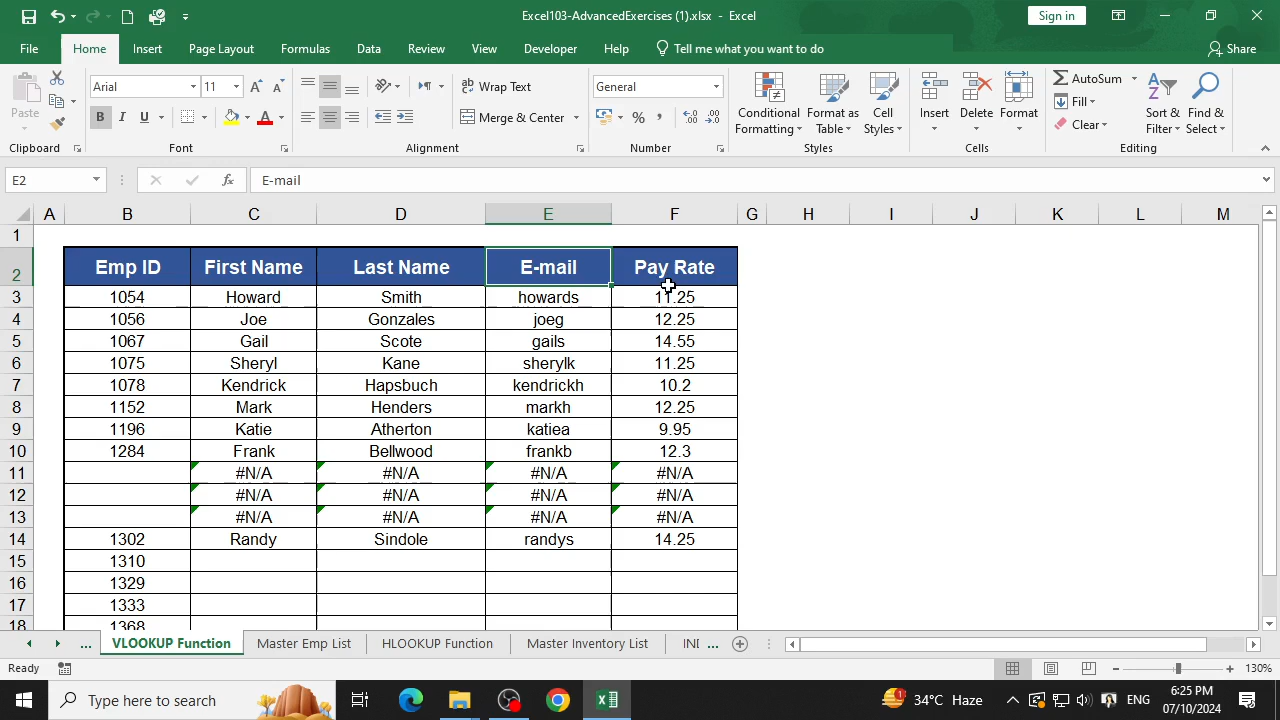 Excel103-AdvancedExercises (1).xlsx - Excel
Sign in
File Home Insert Page Layout Formulas Data Review View Developer Help Tell me what you want to do Share
Paste
Arial 11
B I U
Wrap Text
Merge & Center
General
Conditional Formatting
Format as Table
Cell Styles
Insert
Delete
Format
AutoSum
Fill
Clear
Sort & Filter
Find & Select
Clipboard Font Alignment Number Styles Cells Editing
E2 fx E-mail
A B C D E F G H I J K L M
1
2 Emp ID First Name Last Name E-mail Pay Rate
3 1054 Howard Smith howards 11.25
4 1056 Joe Gonzales joeg 12.25
5 1067 Gail Scote gails 14.55
6 1075 Sheryl Kane sherylk 11.25
7 1078 Kendrick Hapsbuch kendrickh 10.2
8 1152 Mark Henders markh 12.25
9 1196 Katie Atherton katiea 9.95
10 1284 Frank Bellwood frankb 12.3
11 #N/A #N/A #N/A #N/A
12 #N/A #N/A #N/A #N/A
13 #N/A #N/A #N/A #N/A
14 1302 Randy Sindole randys 14.25
15 1310
16 1329
17 1333
18 1368
... VLOOKUP Function Master Emp List HLOOKUP Function Master Inventory List INI ...
Ready 130%
Type here to search 34°C Haze ENG 6:25 PM
07/10/2024